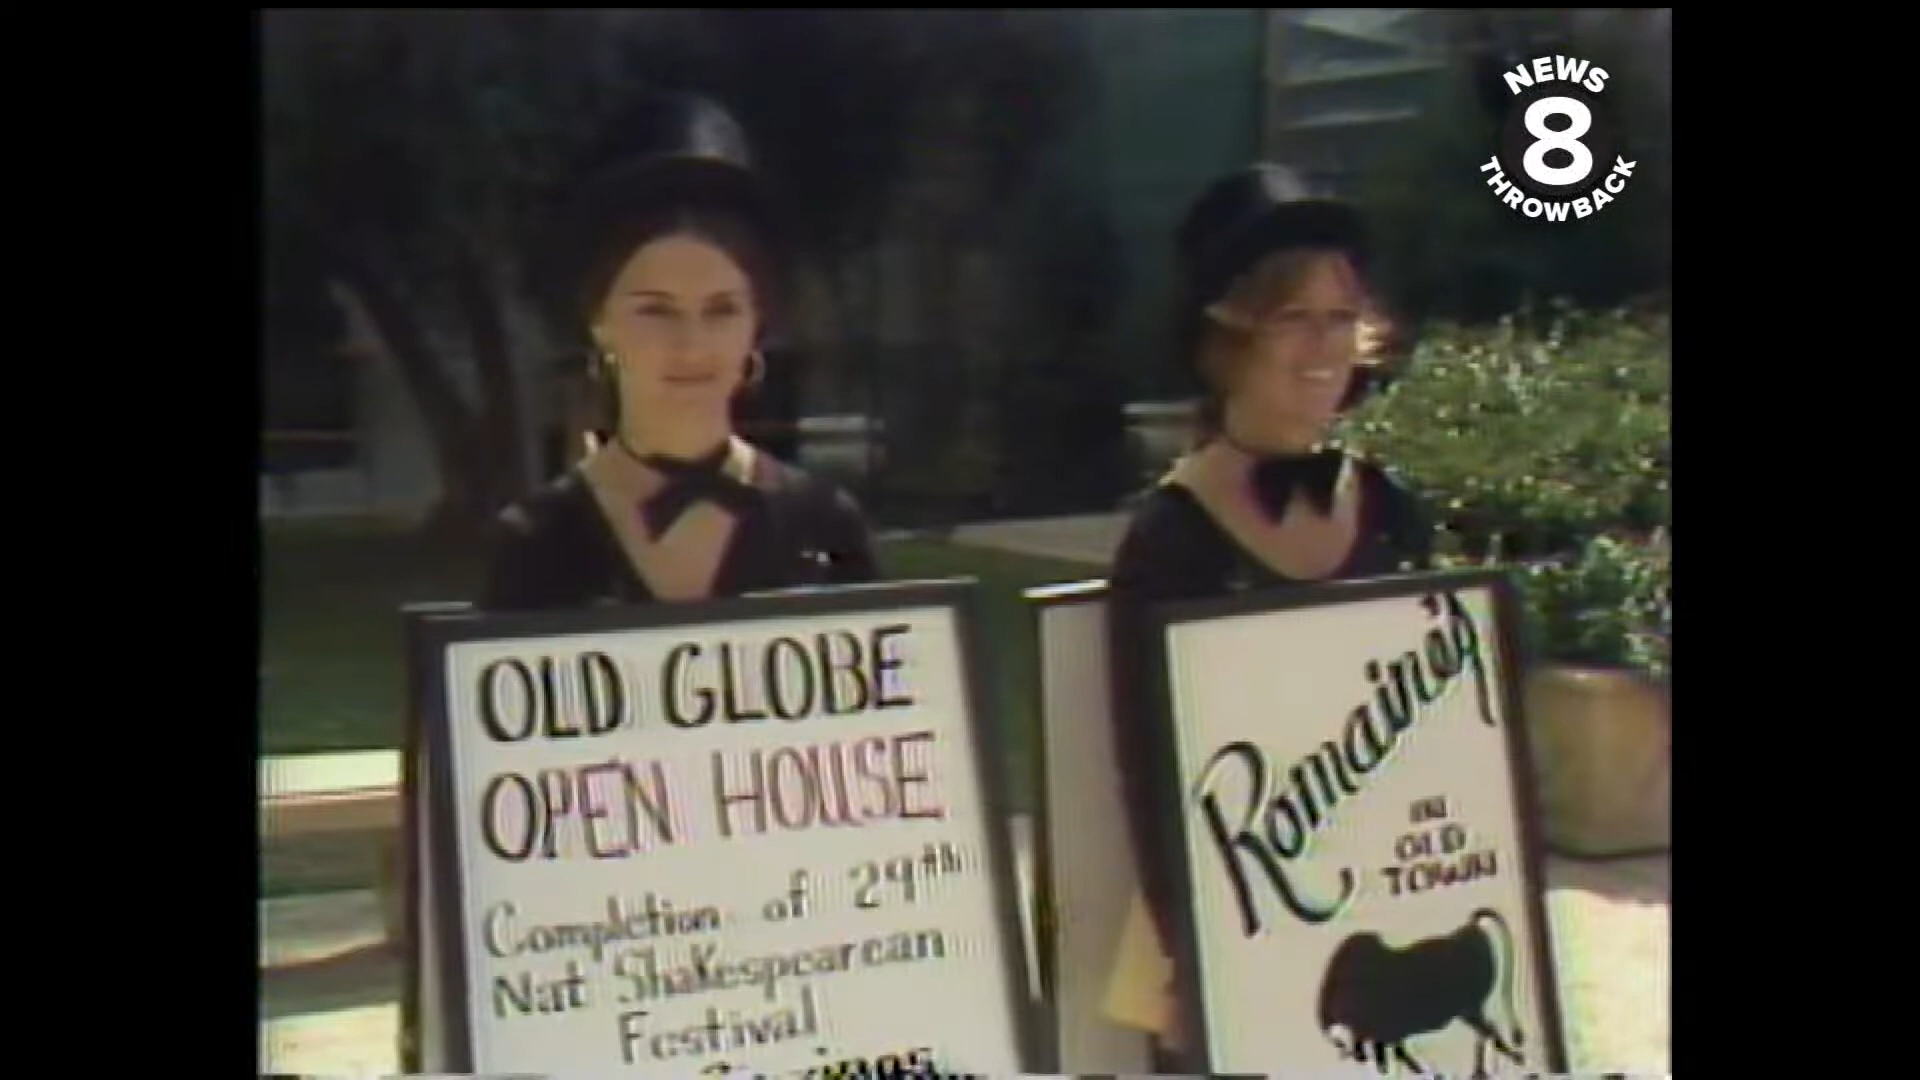 NEWS
8
THROWBACK
OLD GLOBE
OPEN HOUSE
Completion of 29th
Nat Shakespearean
Festival
Romaine's
IN
OLD
TOWN